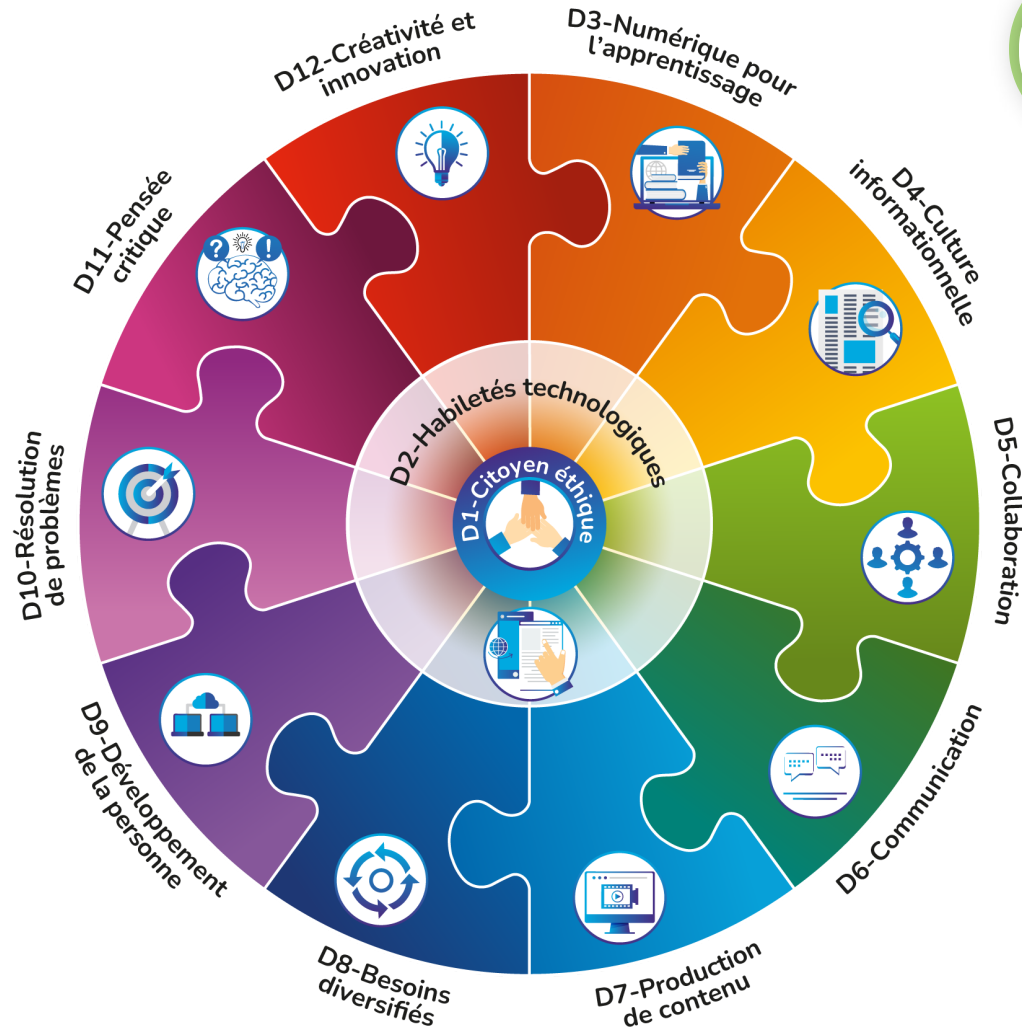 D1-Citoyen éthique
D2-Habiletés technologiques
D3-Numérique pour
l’apprentissage
D4-Culture
informationnelle
D5-Collaboration
D6-Communication
D7-Production
de contenu
D8-Besoins
diversifiés
D9-Développement
de la personne
D10-Résolution
de problèmes
D11-Pensée
critique
? !
D12-Créativité et
innovation